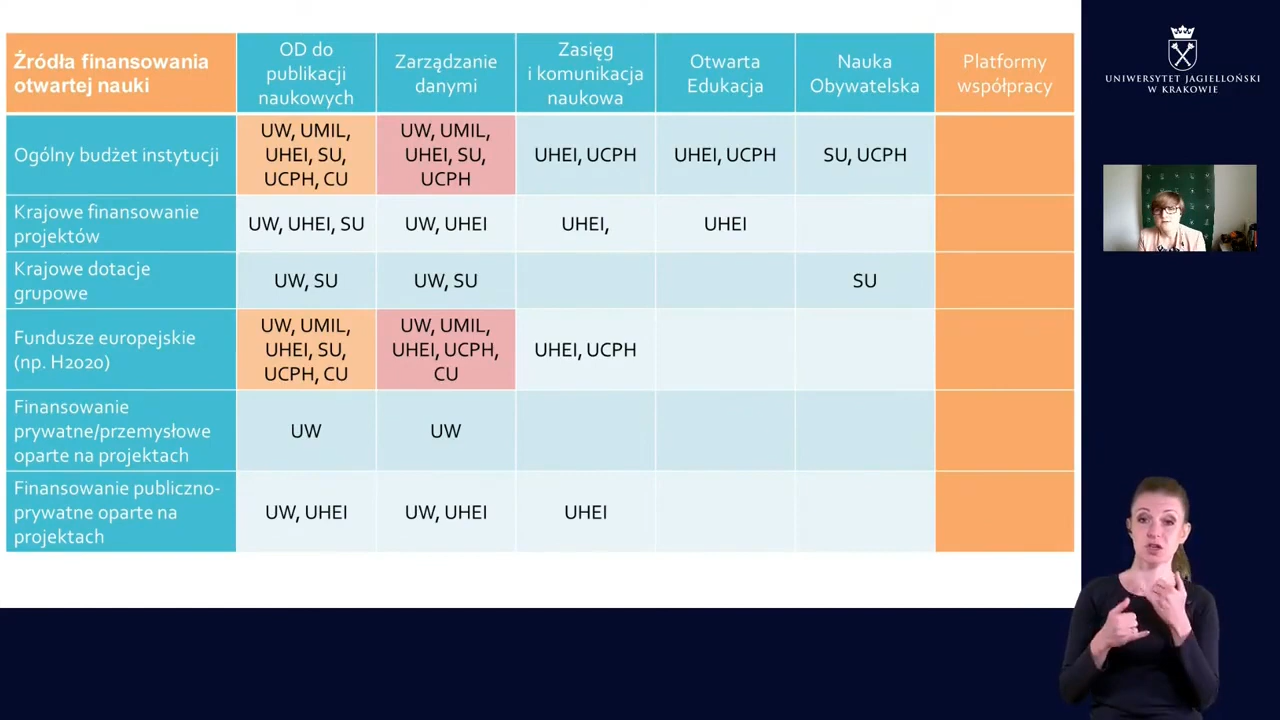 Źródła finansowania
otwartej nauki
OD do
publikacji
naukowych
Zarządzanie
danymi
Zasięg
i komunikacja
naukowa
Otwarta
Edukacja
Nauka
Obywatelska
Platformy
współpracy
Ogólny budżet instytucji
UW, UMIL,
UHEI, SU,
UCPH, CU
UW, UMIL,
UHEI, SU,
UCPH
UHEI, UCPH
UHEI, UCPH
SU, UCPH
Krajowe finansowanie
projektów
UW, UHEI, SU
UW, UHEI
UHEI,
UHEI
Krajowe dotacje
grupowe
UW, SU
UW, SU
SU
Fundusze europejskie
(np. H2020)
UW, UMIL,
UHEI, SU,
UCPH, CU
UW, UMIL,
UHEI, UCPH,
CU
UHEI, UCPH
Finansowanie
prywatne/przemysłowe
oparte na projektach
UW
UW
Finansowanie publiczno-
prywatne oparte na
projektach
UW, UHEI
UW, UHEI
UHEI
UNIWERSYTET JAGIELLOŃSKI
W KRAKOWIE